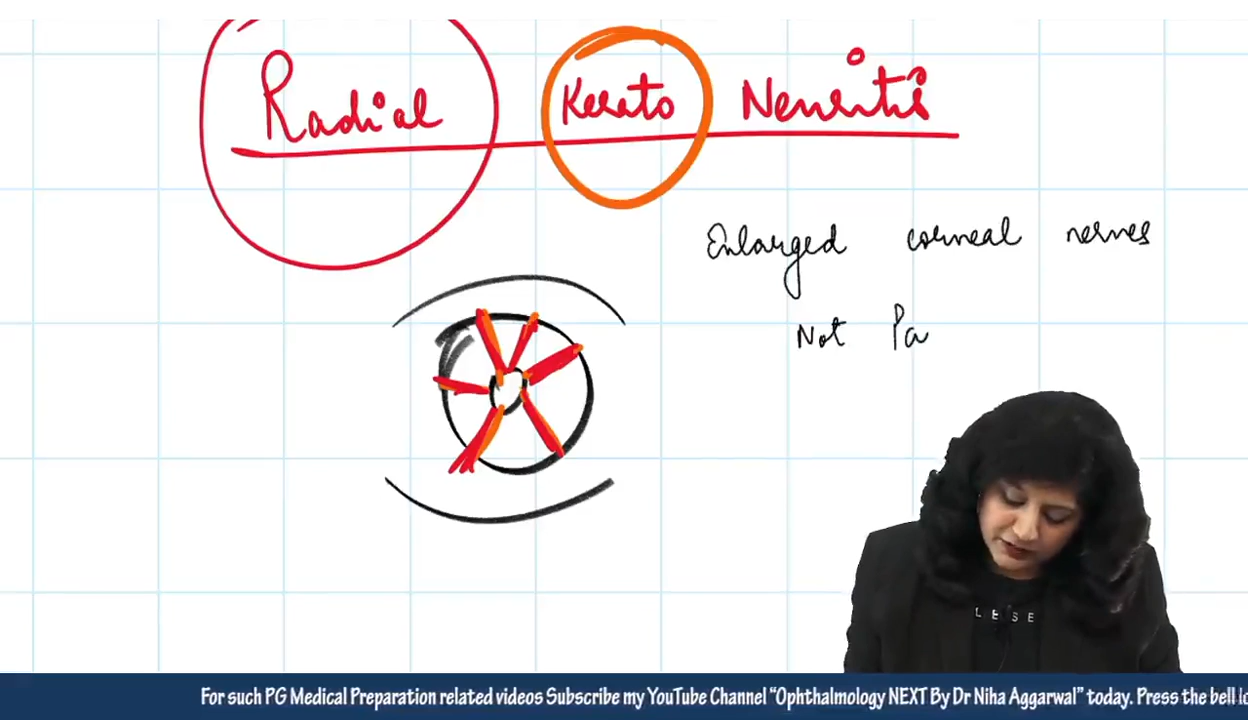 Radial Kerato Neuritis
Enlarged corneal nerves
Not Pa
LESE
For such PG Medical Preparation related videos Subscribe my YouTube Channel "Ophthalmology NEXT By Dr Niha Aggarwal" today. Press the bell